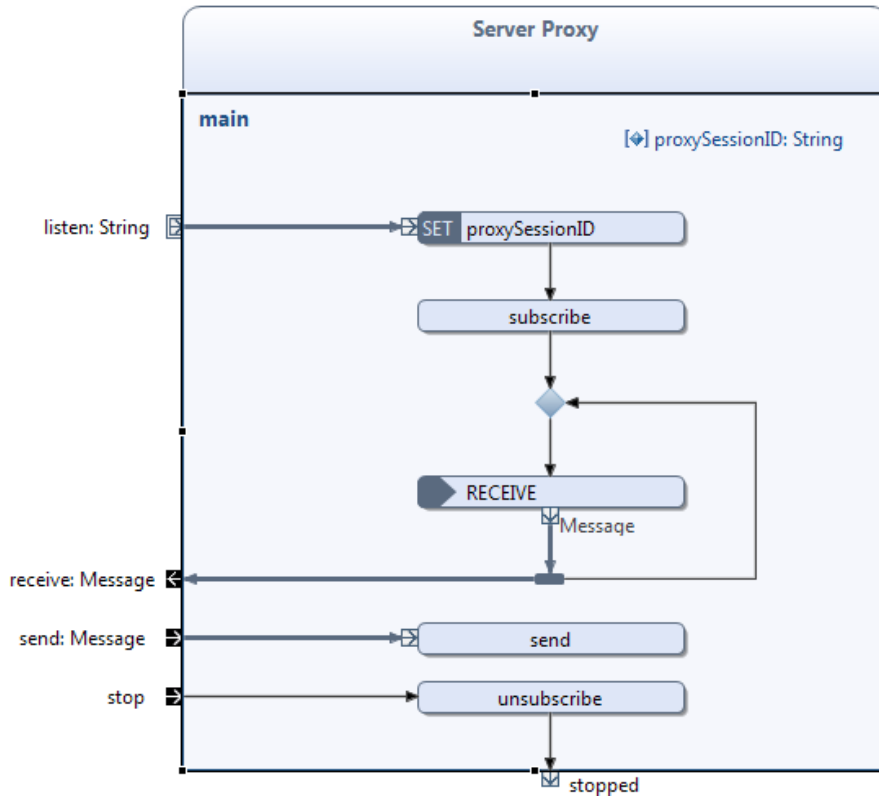 Server Proxy
main
proxySessionID: String
listen: String
SET proxySessionID
subscribe
RECEIVE
Message
receive: Message
send: Message
send
stop
unsubscribe
stopped